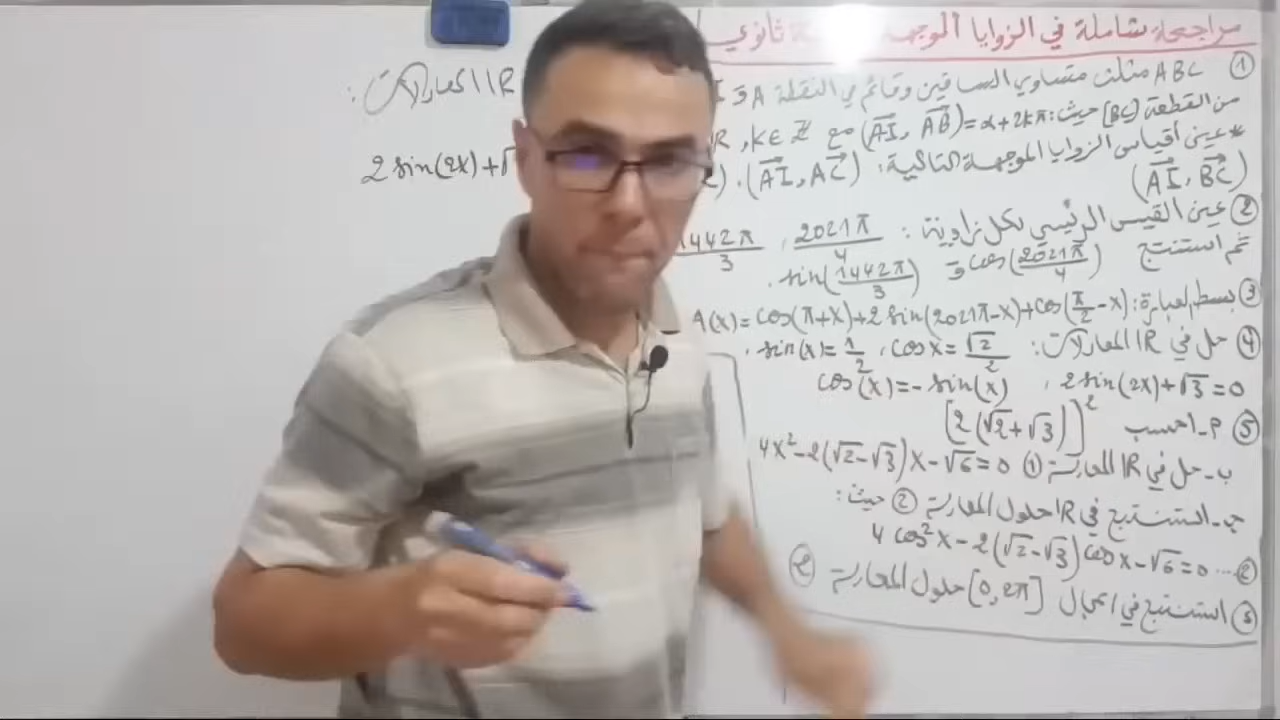 مراجعة شاملة في الزوايا الموجهة ثانوي
① ABC مثلث متساوي الساقين وقائم في النقطة A و I
من القطعة [BC] حيث: (AI, AB) = α + 2kπ مع k∈ℤ, R
* عين أقياس الزوايا الموجهة التالية: (AI, AC).
(AI, BC)
② عين القيس الرئيسي لكل زاوية: 2021π/4 , 1442π/3
ثم استنتج cos(2021π/4) و sin(1442π/3).
③ بسط العبارة: A(x) = cos(π+x)+2sin(2021π-x)+cos(π/2-x)
④ حل في IR المعادلات: cos x = √2/2 , sin(x) = 1/2 .
2 sin(2x)+√3 = 0 , cos(x) = - sin(x)
⑤ أ- احسب [2(√2+√3)]²
ب- حل في IR المعادلة ① 4x²-2(√2-√3)x-√6=0
ج- استنتج في IR حلول المعادلة ② حيث:
4 cos²x - 2(√2-√3)cos x - √6 = 0 ...②
③ استنتج في المجال [0,2π] حلول المعادلة ②
IR المعادلات:
2 sin(2x)+√